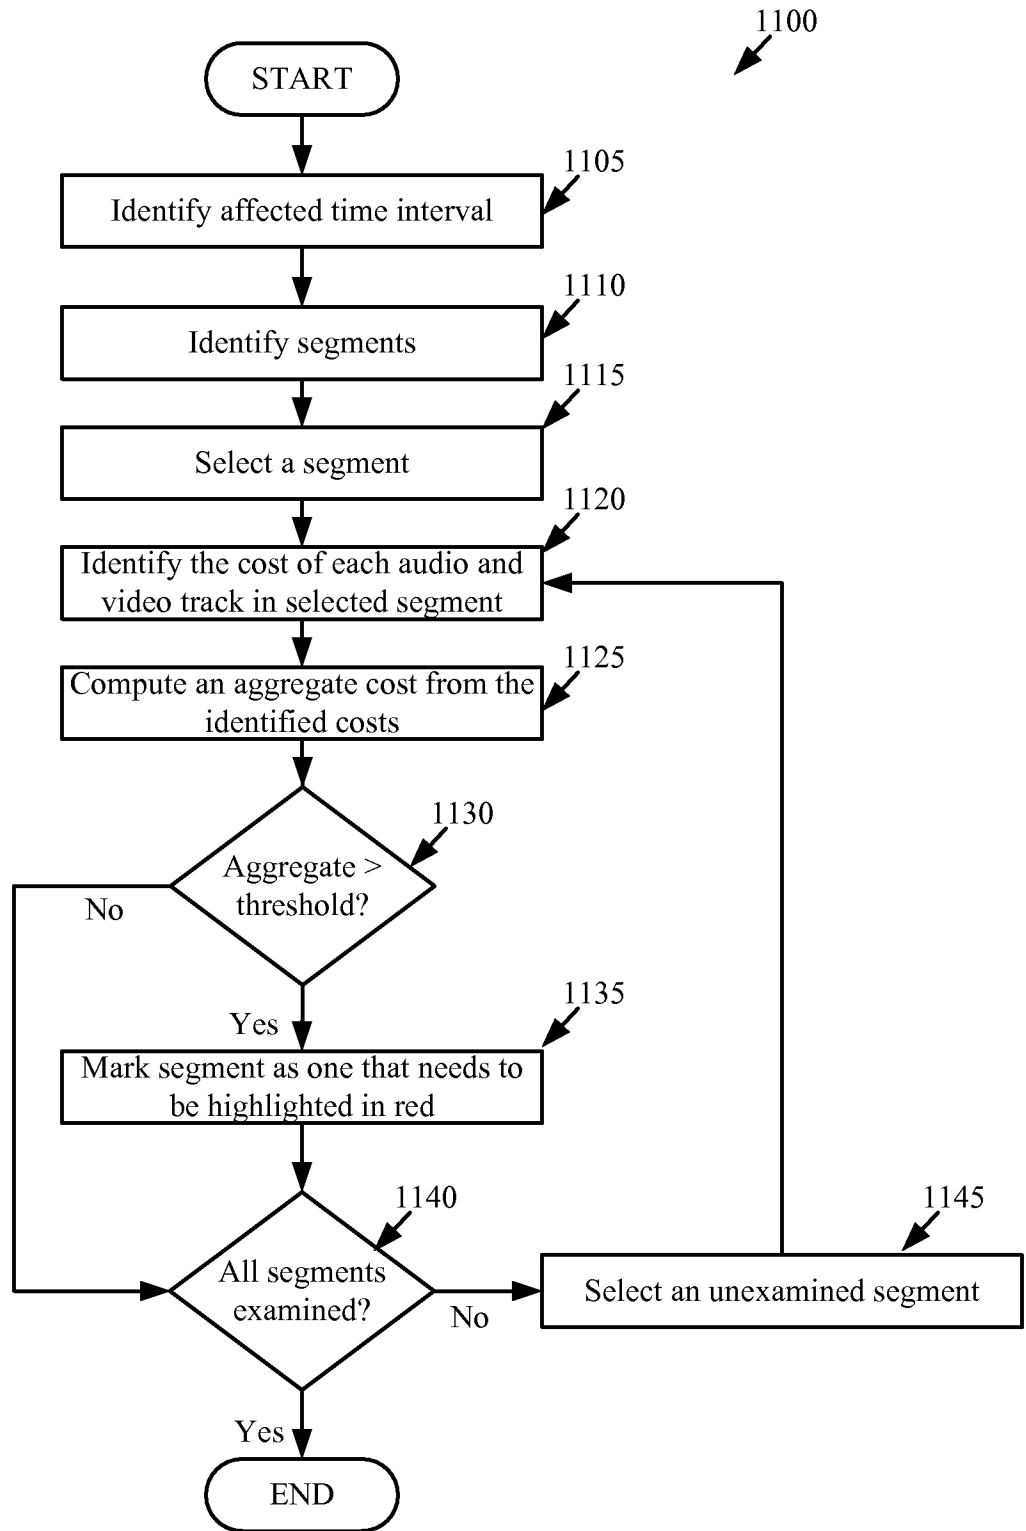 1100
START
1105
Identify affected time interval
1110
Identify segments
1115
Select a segment
1120
Identify the cost of each audio and
video track in selected segment
1125
Compute an aggregate cost from the
identified costs
1130
Aggregate >
threshold?
No
Yes
1135
Mark segment as one that needs to
be highlighted in red
1140
All segments
examined?
No
1145
Select an unexamined segment
Yes
END